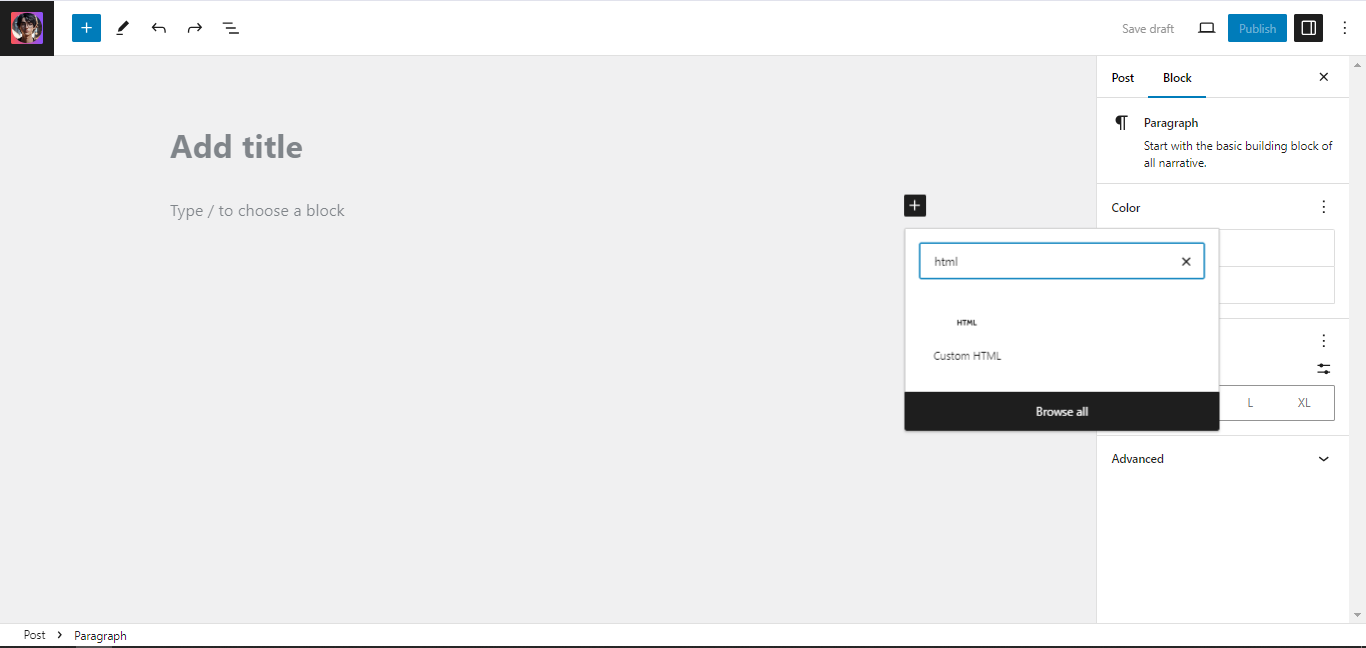 Save draft
Publish
Post
Block
Add title
Paragraph
Start with the basic building block of
all narrative.
Type / to choose a block
Color
html
HTML
Custom HTML
L
XL
Browse all
Advanced
Post
Paragraph